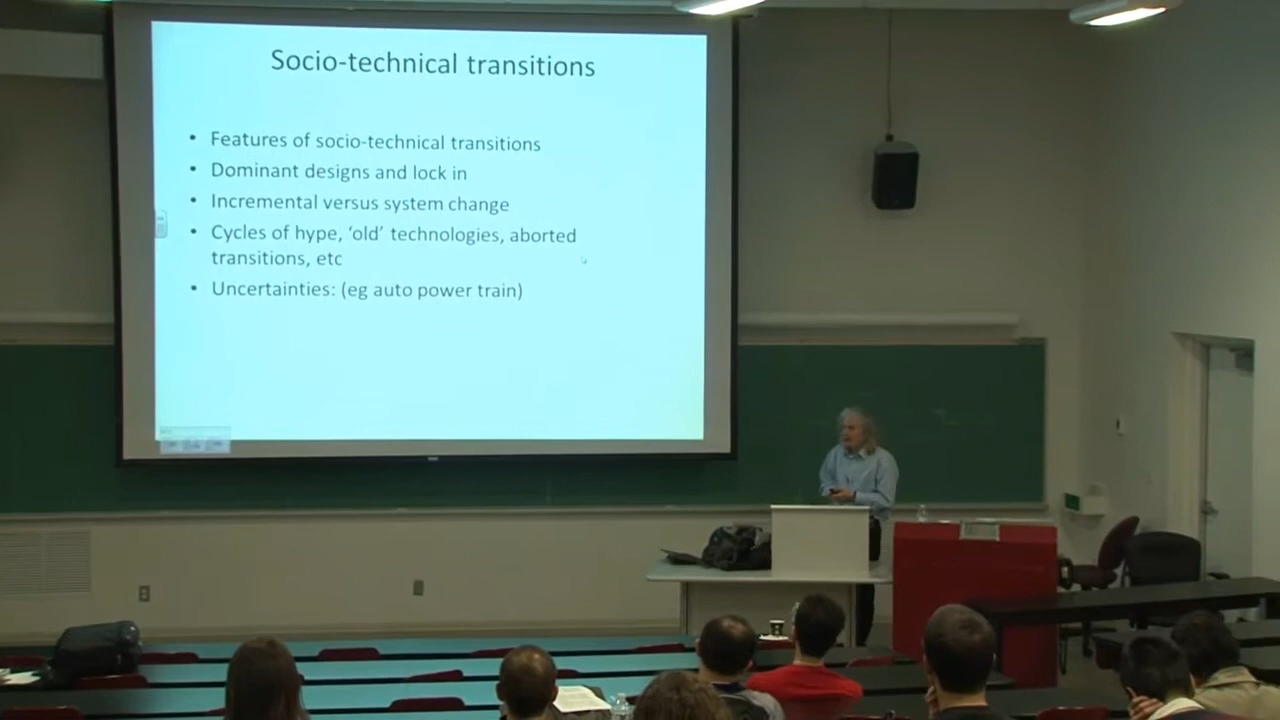 Socio-technical transitions
• Features of socio-technical transitions
• Dominant designs and lock in
• Incremental versus system change
• Cycles of hype, ‘old’ technologies, aborted
transitions, etc
• Uncertainties: (eg auto power train)